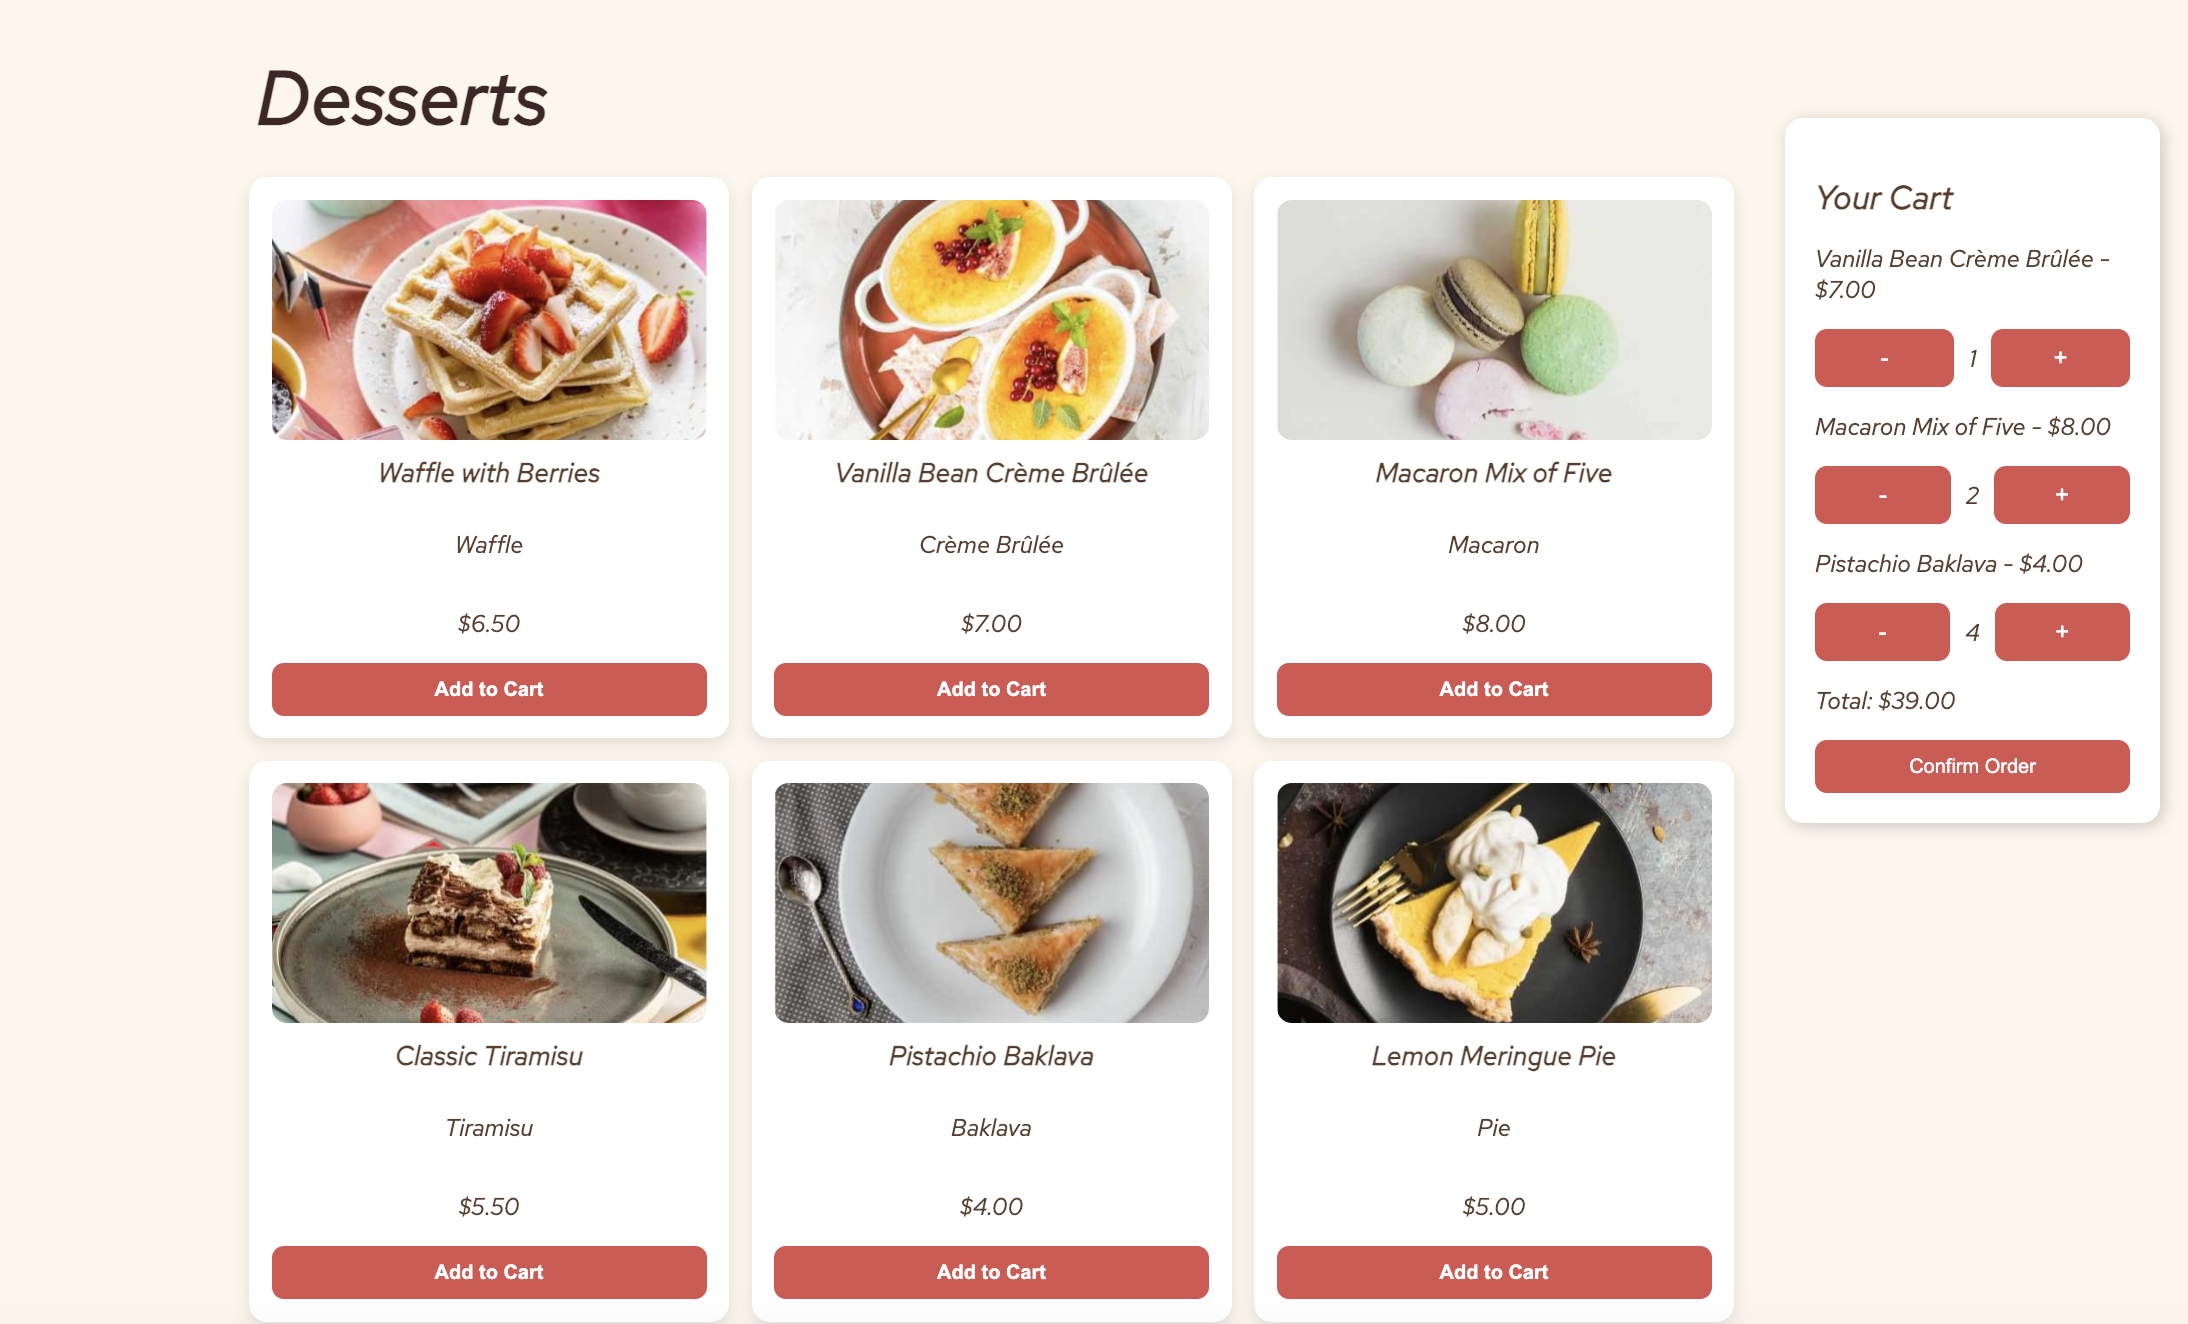 Desserts
Waffle with Berries
Waffle
$6.50
Add to Cart
Vanilla Bean Crème Brûlée
Crème Brûlée
$7.00
Add to Cart
Macaron Mix of Five
Macaron
$8.00
Add to Cart
Classic Tiramisu
Tiramisu
$5.50
Add to Cart
Pistachio Baklava
Baklava
$4.00
Add to Cart
Lemon Meringue Pie
Pie
$5.00
Add to Cart
Your Cart
Vanilla Bean Crème Brûlée -
$7.00
- 1 +
Macaron Mix of Five - $8.00
- 2 +
Pistachio Baklava - $4.00
- 4 +
Total: $39.00
Confirm Order